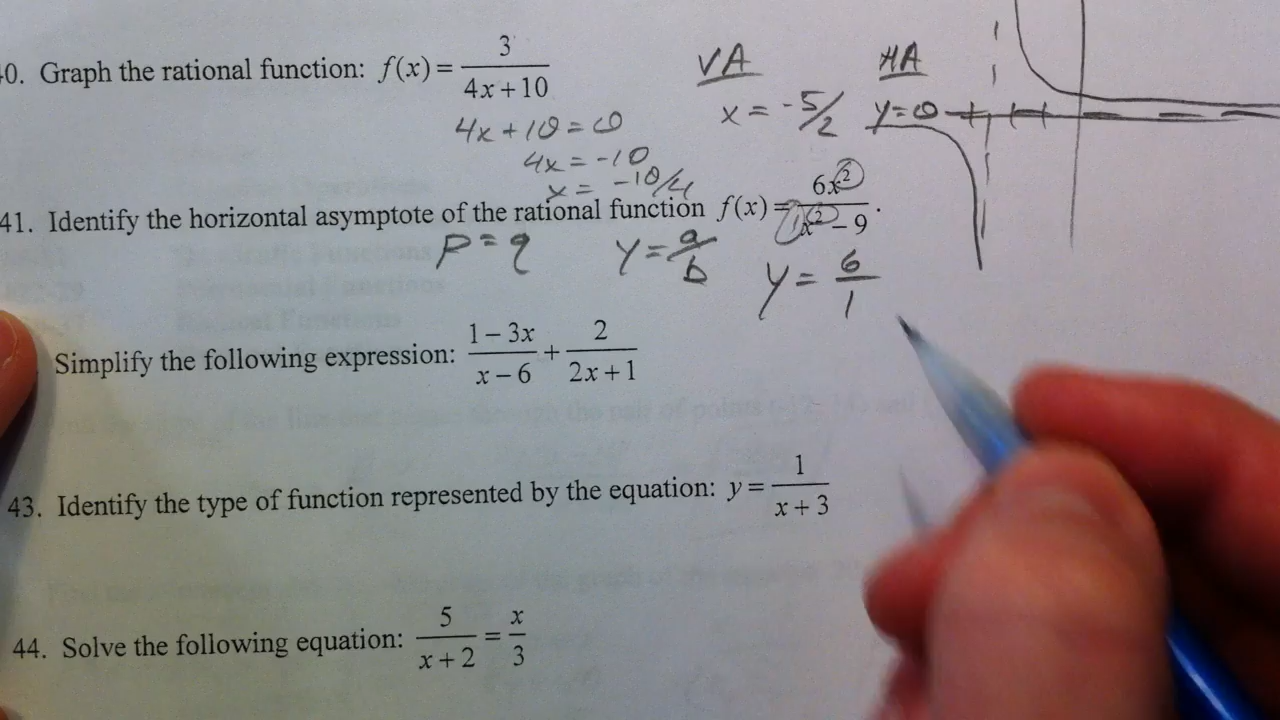 40. Graph the rational function: f(x) = 3/(4x + 10)
VA HA
x = -5/2 y = 0
4x + 10 = 0
4x = -10
x = -10/4
41. Identify the horizontal asymptote of the rational function f(x) = 6x²/(1x² - 9).
P = q y = a/b y = 6/1
Simplify the following expression: (1 - 3x)/(x - 6) + 2/(2x + 1)
43. Identify the type of function represented by the equation: y = 1/(x + 3)
44. Solve the following equation: 5/(x + 2) = x/3